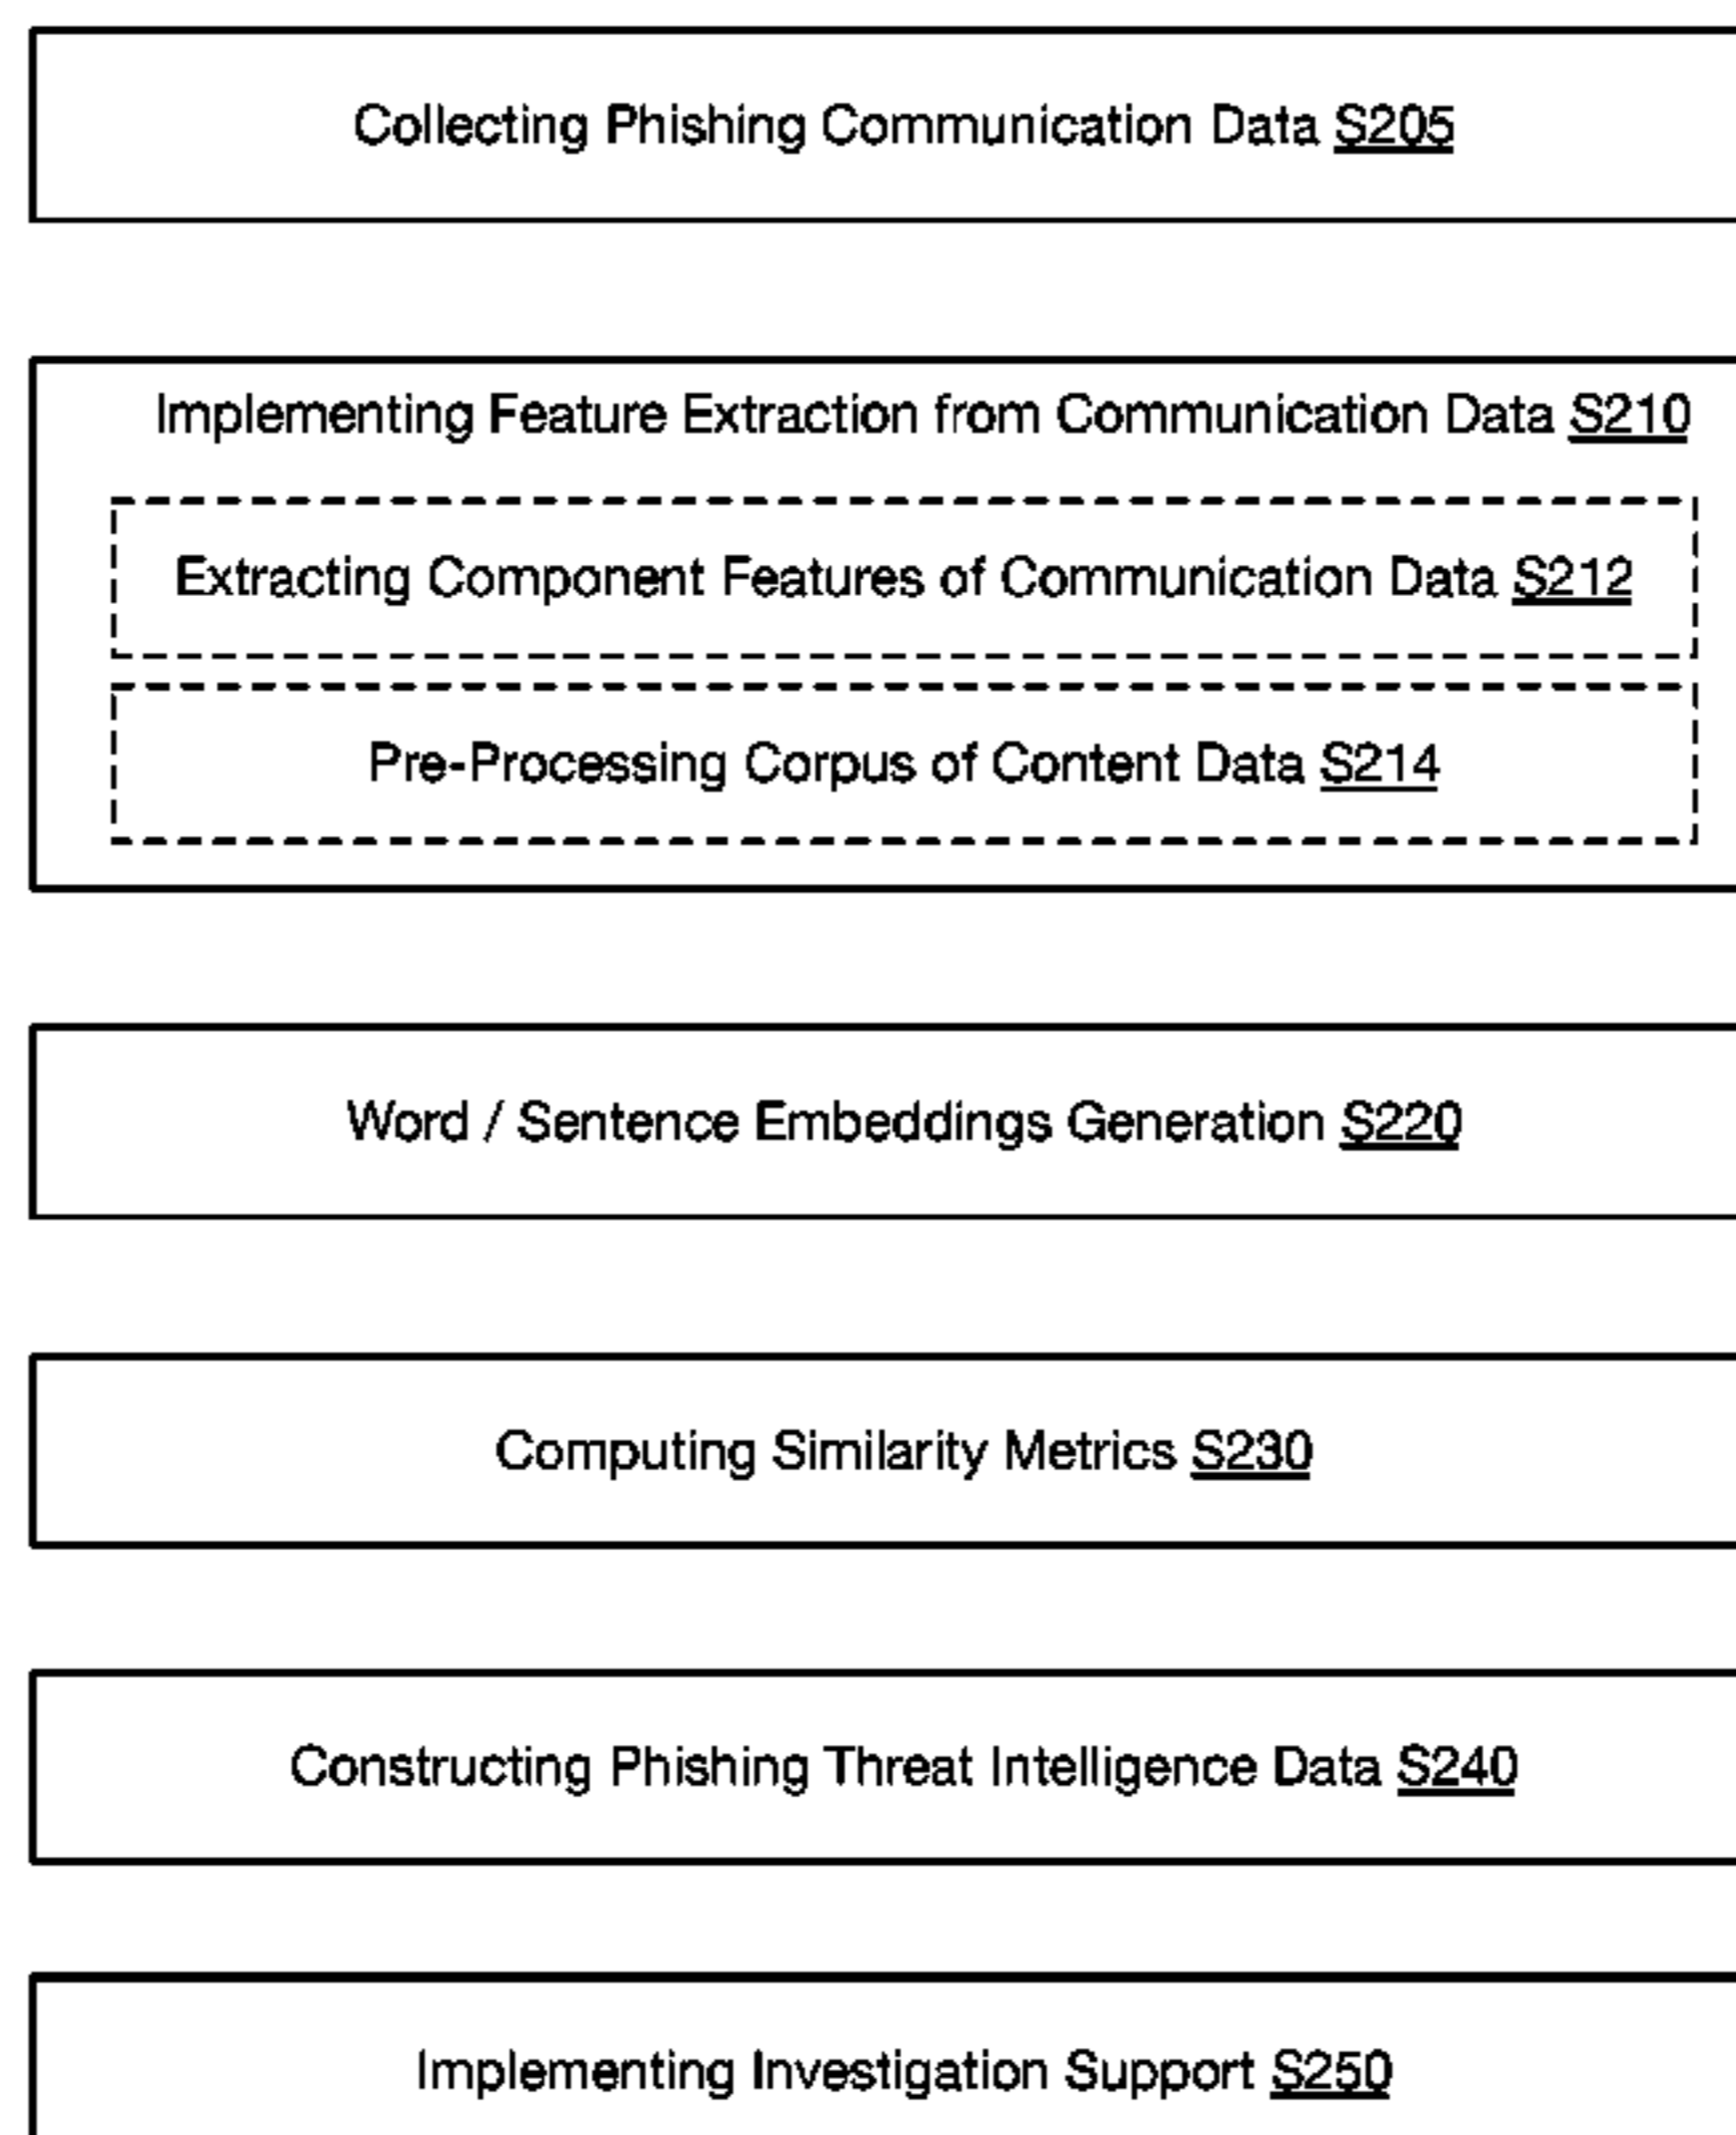 Collecting Phishing Communication Data S205
Implementing Feature Extraction from Communication Data S210
Extracting Component Features of Communication Data S212
Pre-Processing Corpus of Content Data S214
Word / Sentence Embeddings Generation S220
Computing Similarity Metrics S230
Constructing Phishing Threat Intelligence Data S240
Implementing Investigation Support S250